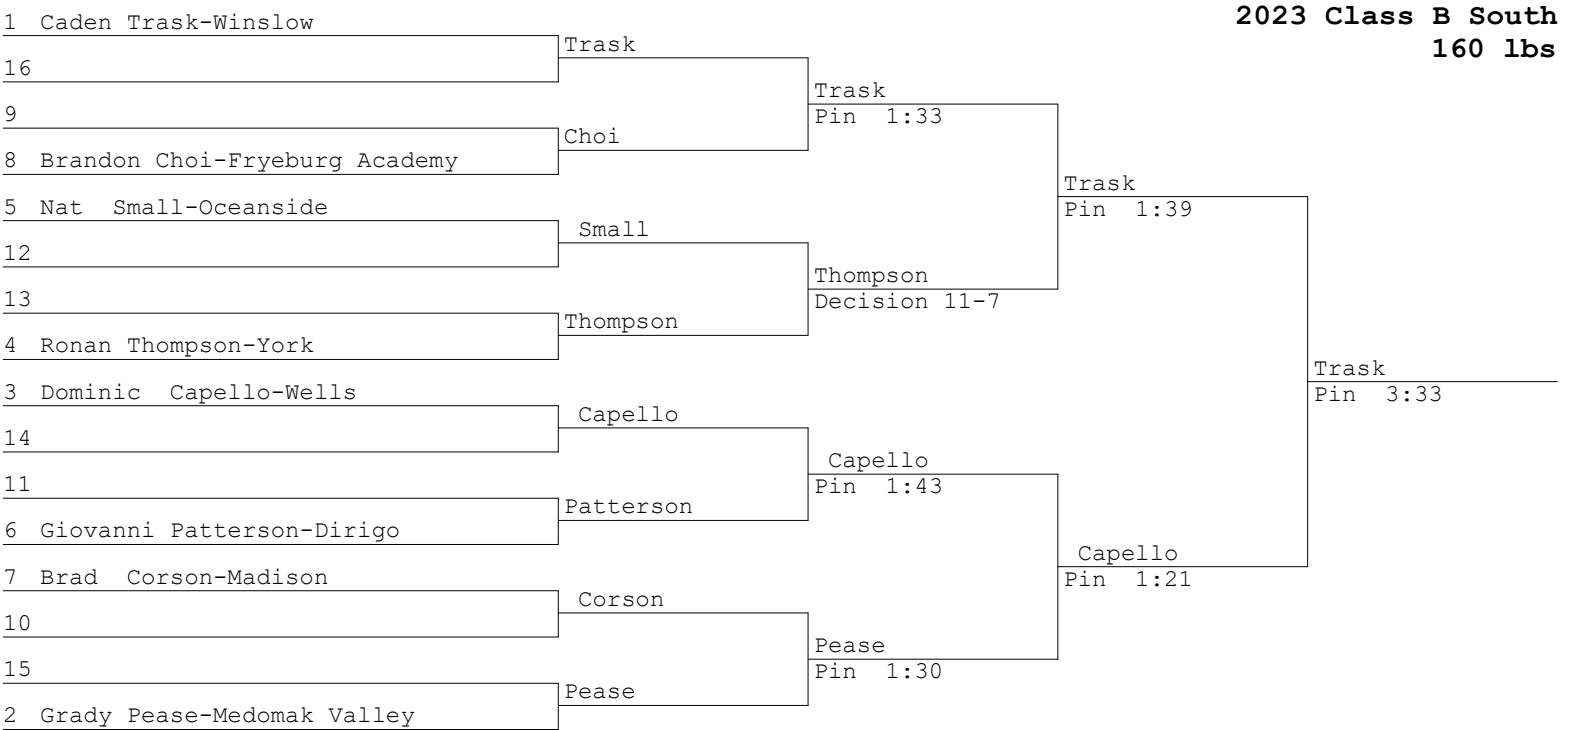 2023 Class B South
160 lbs
1 Caden Trask-Winslow
Trask
16
Trask
Pin 1:33
9
Choi
8 Brandon Choi-Fryeburg Academy
Trask
Pin 1:39
5 Nat Small-Oceanside
Small
12
Thompson
Decision 11-7
13
Thompson
4 Ronan Thompson-York
Trask
Pin 3:33
3 Dominic Capello-Wells
Capello
14
Capello
Pin 1:43
11
Patterson
6 Giovanni Patterson-Dirigo
Capello
Pin 1:21
7 Brad Corson-Madison
Corson
10
Pease
Pin 1:30
15
Pease
2 Grady Pease-Medomak Valley